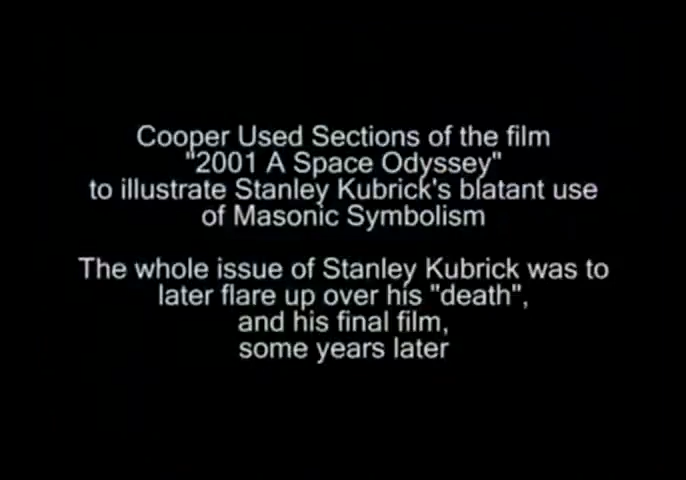 Cooper Used Sections of the film
"2001 A Space Odyssey"
to illustrate Stanley Kubrick's blatant use
of Masonic Symbolism
The whole issue of Stanley Kubrick was to
later flare up over his "death",
and his final film,
some years later